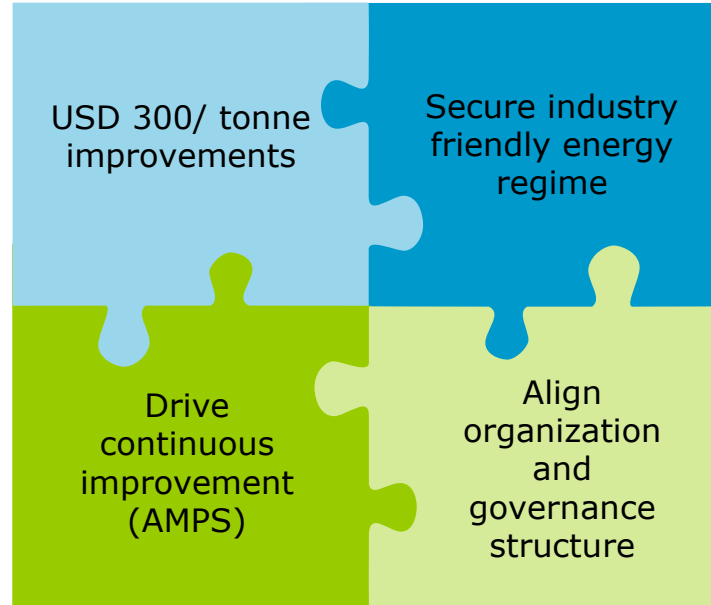 USD 300/ tonne
improvements
Secure industry
friendly energy
regime
Drive
continuous
improvement
(AMPS)
Align
organization
and
governance
structure